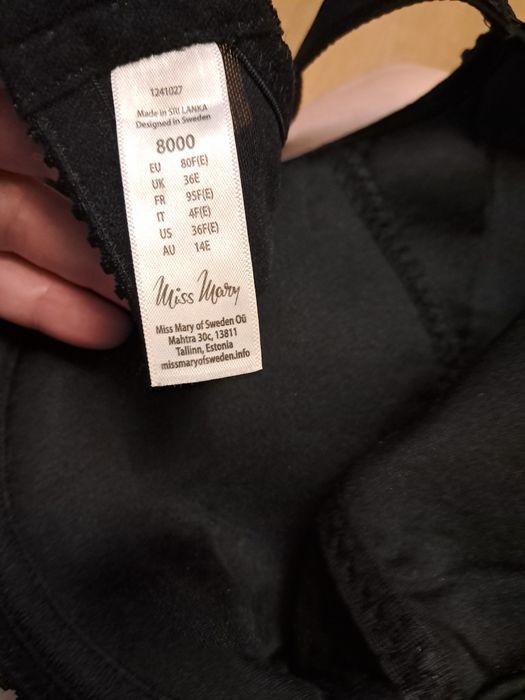 1241027
Made in SRI LANKA
Designed in Sweden
8000
EU 80F(E)
UK 36E
FR 95F(E)
IT 4F(E)
US 36F(E)
AU 14E
Miss Mary
Miss Mary of Sweden OÜ
Mahtra 30c, 13811
Tallinn, Estonia
missmaryofsweden.info